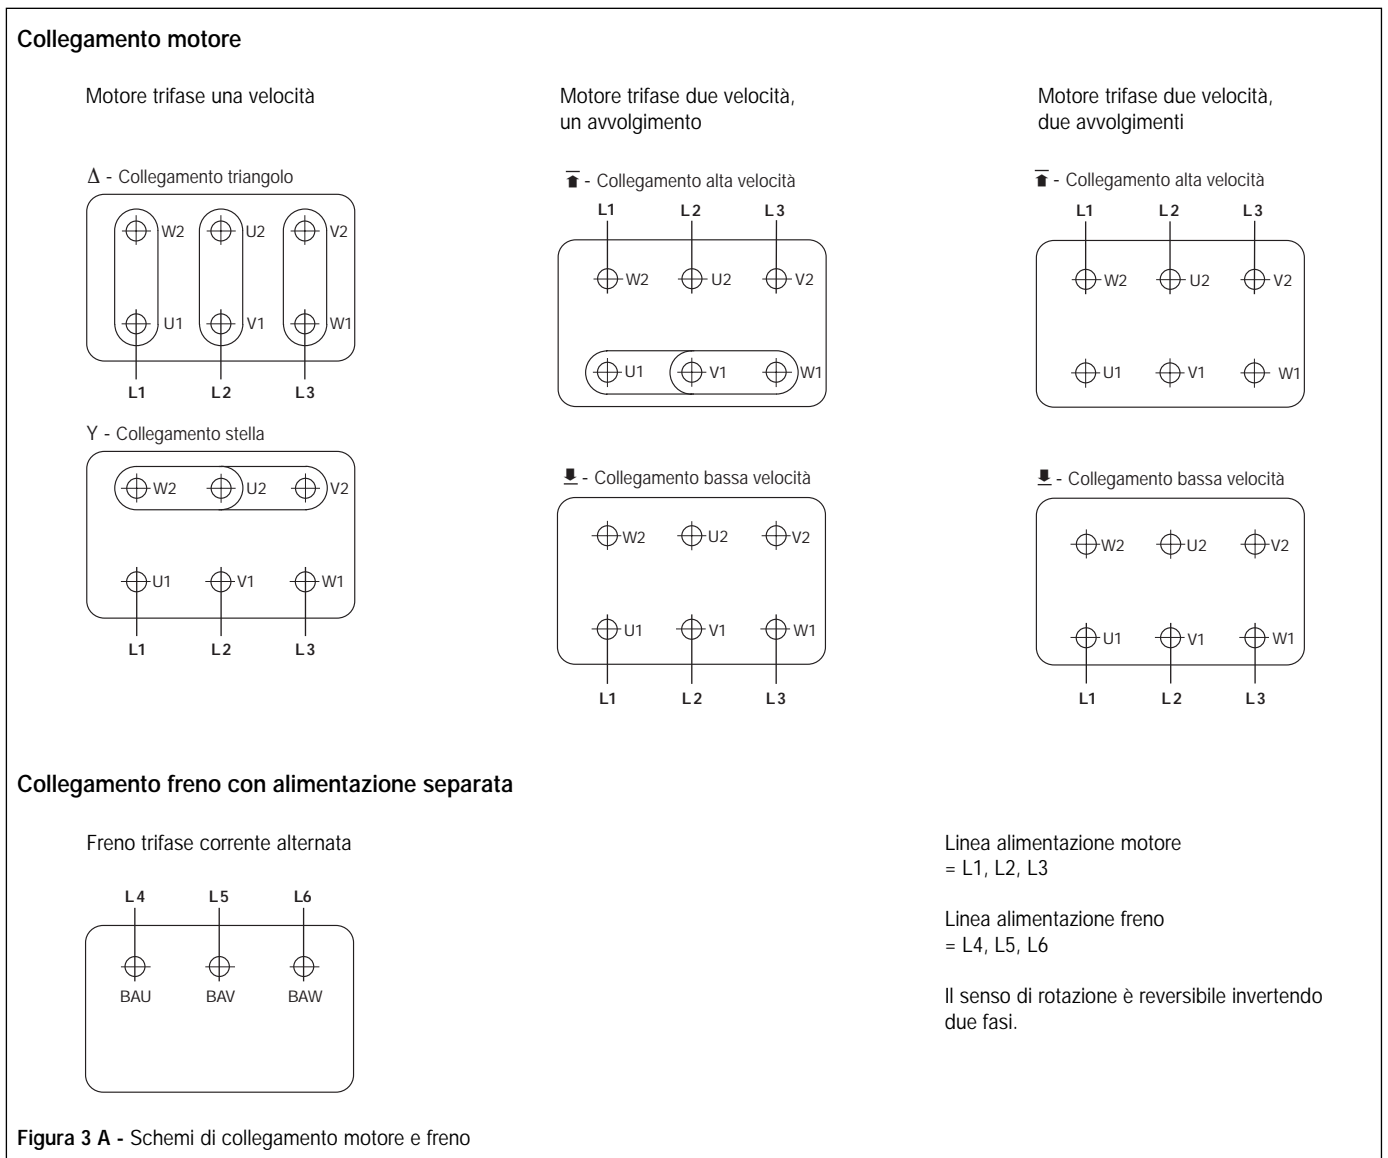 Collegamento motore
Motore trifase una velocità
Δ - Collegamento triangolo
W2 U2 V2
U1 V1 W1
L1 L2 L3
Y - Collegamento stella
W2 U2 V2
U1 V1 W1
L1 L2 L3
Motore trifase due velocità,
un avvolgimento
- Collegamento alta velocità
L1 L2 L3
W2 U2 V2
U1 V1 W1
- Collegamento bassa velocità
W2 U2 V2
U1 V1 W1
L1 L2 L3
Motore trifase due velocità,
due avvolgimenti
- Collegamento alta velocità
L1 L2 L3
W2 U2 V2
U1 V1 W1
- Collegamento bassa velocità
W2 U2 V2
U1 V1 W1
L1 L2 L3
Collegamento freno con alimentazione separata
Freno trifase corrente alternata
L4 L5 L6
BAU BAV BAW
Linea alimentazione motore
= L1, L2, L3
Linea alimentazione freno
= L4, L5, L6
Il senso di rotazione è reversibile invertendo
due fasi.
Figura 3 A - Schemi di collegamento motore e freno